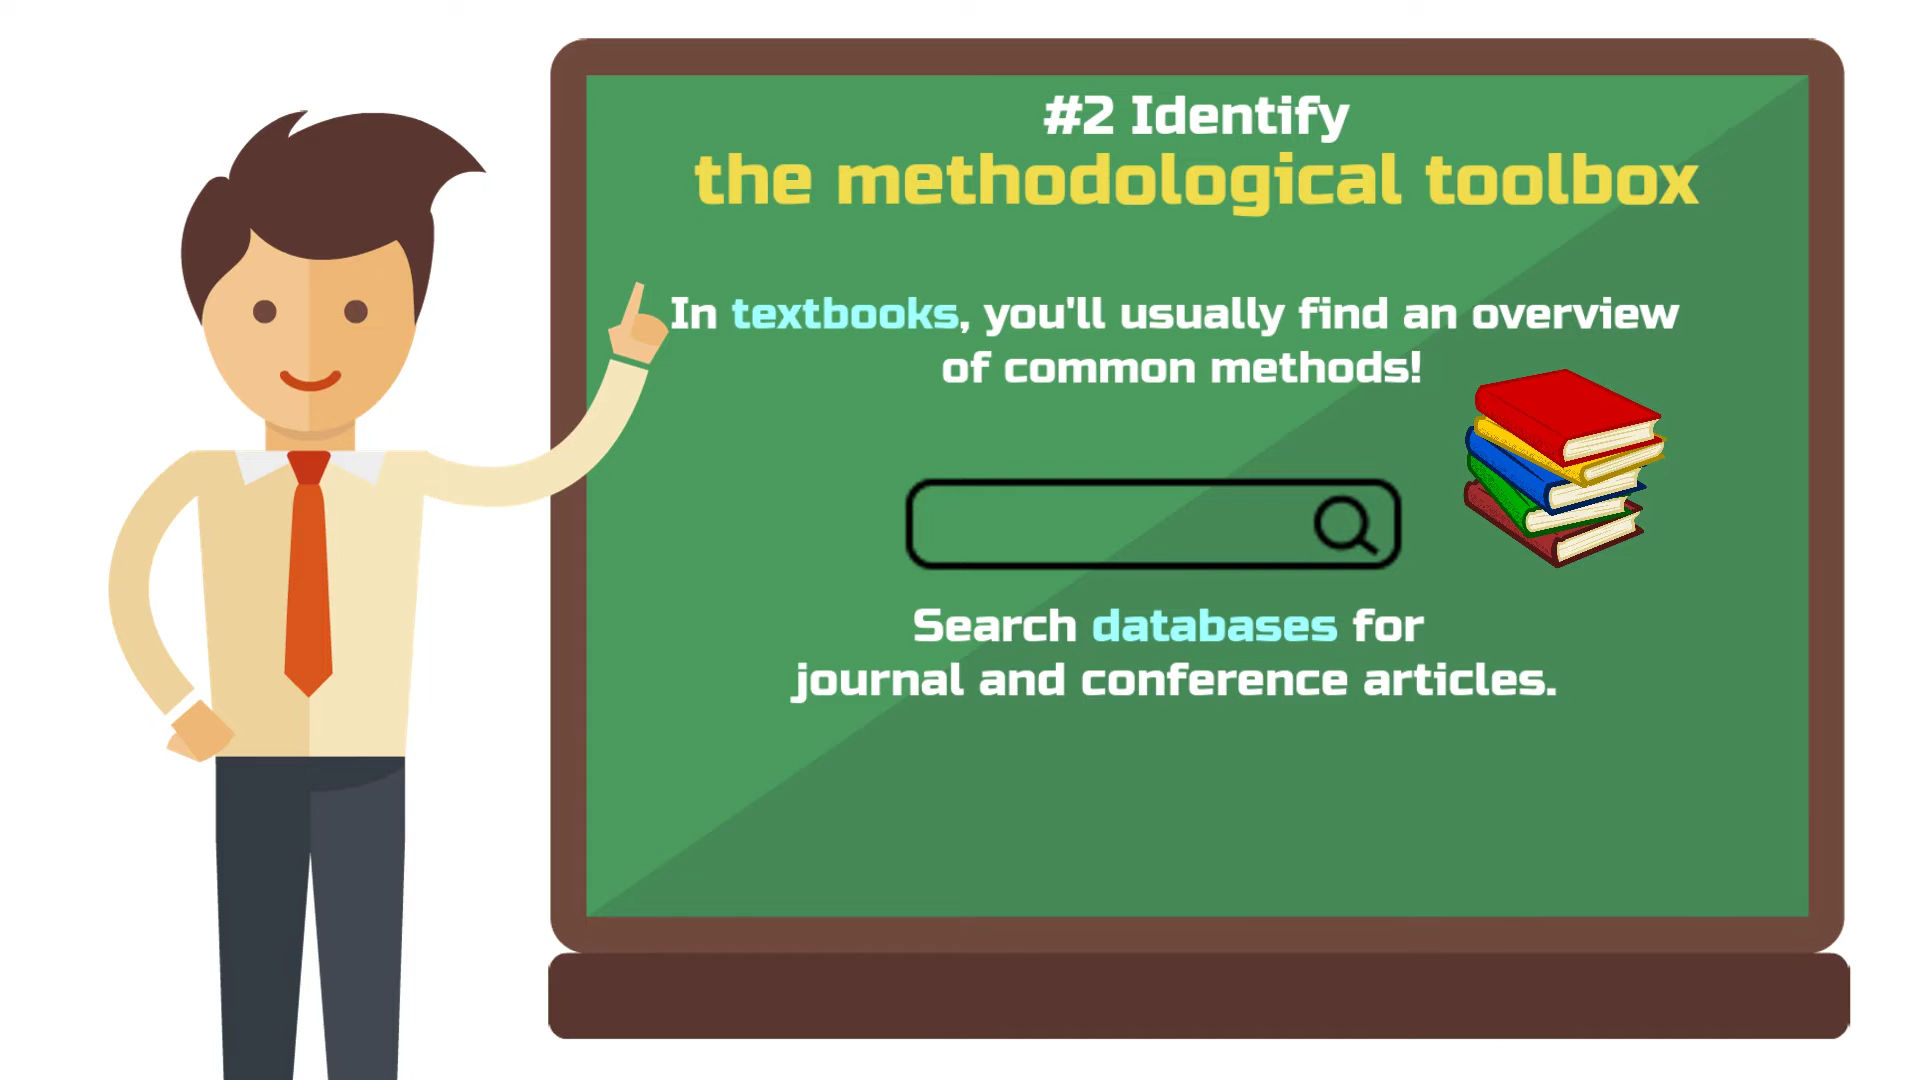 #2 Identify
the methodological toolbox
In textbooks, you'll usually find an overview
of common methods!
Search databases for
journal and conference articles.